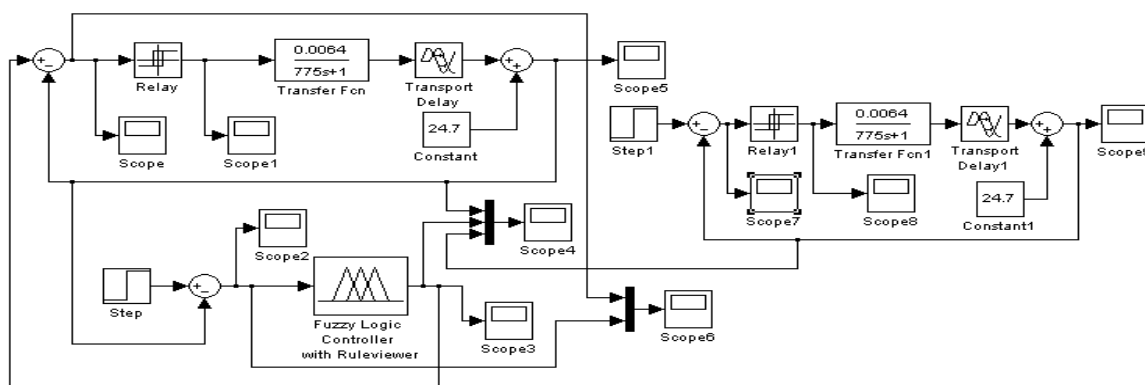 0.0064
775s+1
Relay
Transfer Fcn
Transport
Delay
Scope5
24.7
Constant
Scope
Scope1
Step1
Relay1
0.0064
775s+1
Transfer Fcn1
Transport
Delay1
Scope7
Scope8
24.7
Constant1
Scope2
Scope4
Step
Fuzzy Logic
Controller
with Ruleviewer
Scope3
Scope6